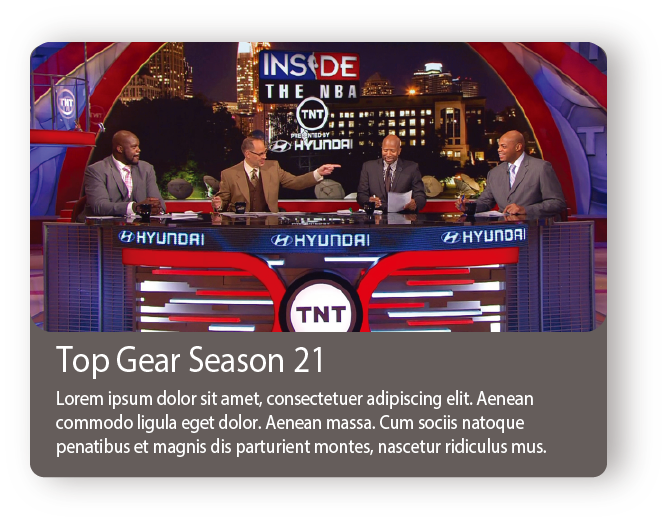 INSIDE
THE NBA
TNT
TNT
PRESENTED BY
HYUNDAI
HYUNDAI
HYUNDAI
HYUNDAI
TNT
Top Gear Season 21
Lorem ipsum dolor sit amet, consectetuer adipiscing elit. Aenean
commodo ligula eget dolor. Aenean massa. Cum sociis natoque
penatibus et magnis dis parturient montes, nascetur ridiculus mus.